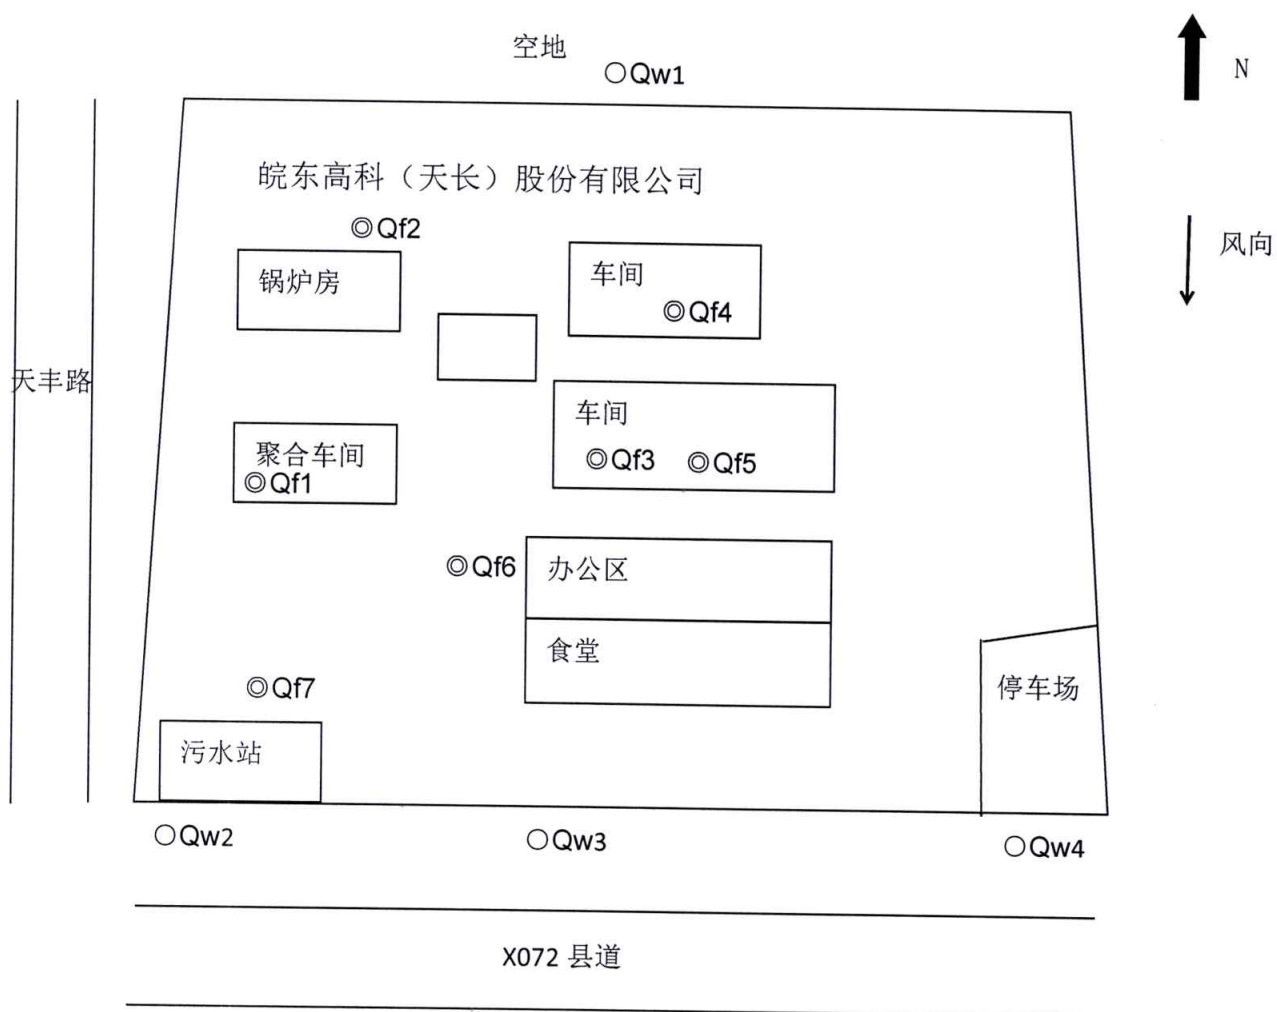 空地
○Qw1
N
皖东高科（天长）股份有限公司
◎Qf2
风向
锅炉房
车间
◎Qf4
天丰路
车间
聚合车间
◎Qf3
◎Qf5
◎Qf1
◎Qf6
办公区
食堂
◎Qf7
停车场
污水站
○Qw2
○Qw3
○Qw4
X072 县道